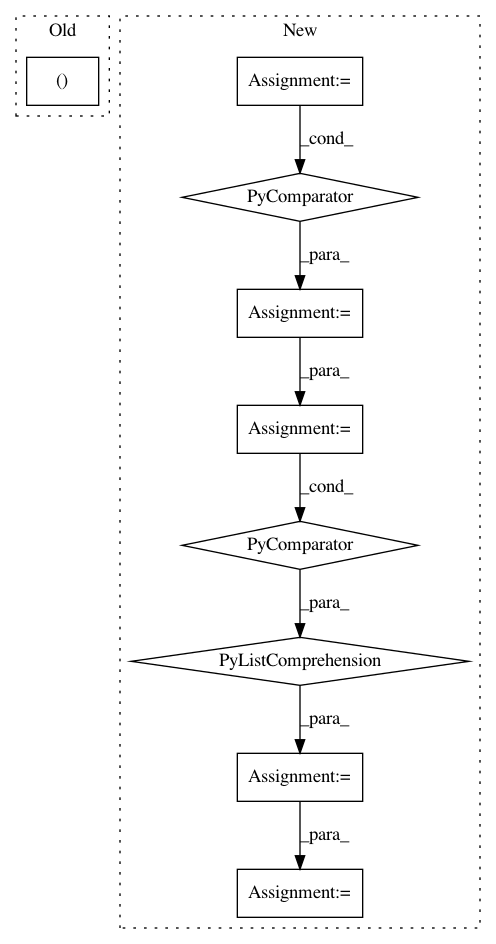 Old
New
()
Assignment:=
_cond_
PyComparator
_para_
Assignment:=
_para_
Assignment:=
_cond_
PyComparator
_para_
PyListComprehension
_para_
Assignment:=
_para_
Assignment:=